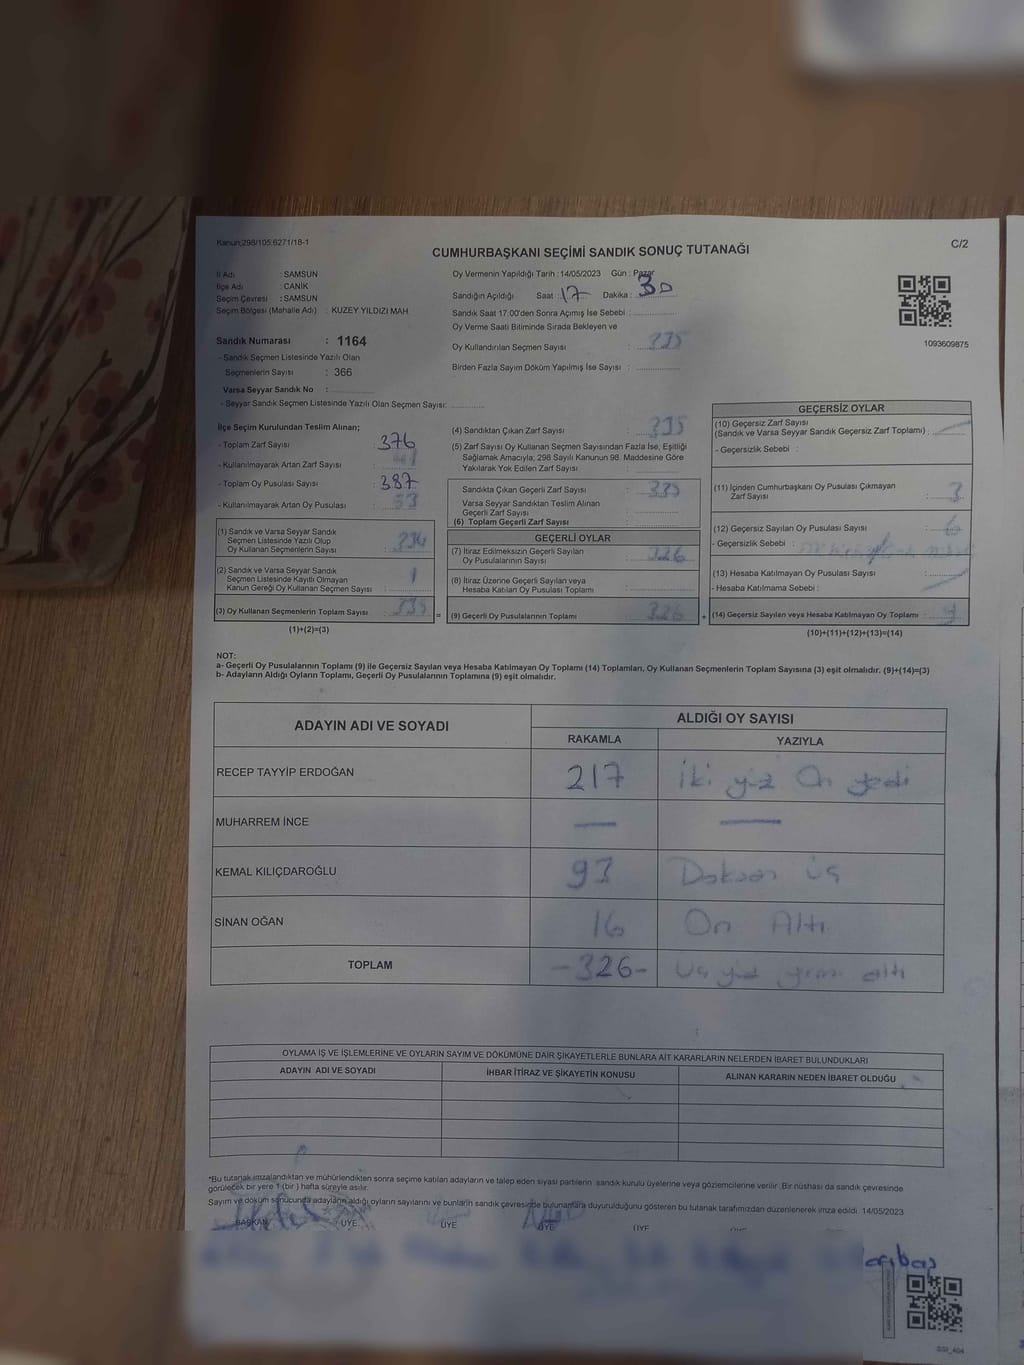 Kanun;298/105;6271/18-1
C/2
CUMHURBAŞKANI SEÇİMİ SANDIK SONUÇ TUTANAĞI
İl Adı : SAMSUN
İlçe Adı : CANİK
Seçim Çevresi : SAMSUN
Seçim Bölgesi (Mahalle Adı) : KUZEY YILDIZI MAH
Sandık Numarası : 1164
- Sandık Seçmen Listesinde Yazılı Olan
Seçmenlerin Sayısı : 366
Varsa Seyyar Sandık No :
- Seyyar Sandık Seçmen Listesinde Yazılı Olan Seçmen Sayısı:
Oy Vermenin Yapıldığı Tarih : 14/05/2023 Gün : Pazar
Sandığın Açıldığı Saat : 17 Dakika : 30
Sandık Saat 17.00'den Sonra Açımış İse Sebebi :
Oy Verme Saati Bitiminde Sırada Bekleyen ve
Oy Kullandırılan Seçmen Sayısı :
Birden Fazla Sayım Döküm Yapılmış İse Sayısı :
1093609875
İlçe Seçim Kurulundan Teslim Alınan;
- Toplam Zarf Sayısı : 376
- Kullanılmayarak Artan Zarf Sayısı :
- Toplam Oy Pusulası Sayısı : 387
- Kullanılmayarak Artan Oy Pusulası : 53
(1) Sandık ve Varsa Seyyar Sandık
Seçmen Listesinde Yazılı Olup
Oy Kullanan Seçmenlerin Sayısı : 334
(2) Sandık ve Varsa Seyyar Sandık
Seçmen Listesinde Kayıtlı Olmayan
Kanun Gereği Oy Kullanan Seçmen Sayısı : 1
(3) Oy Kullanan Seçmenlerin Toplam Sayısı : 335
(1)+(2)=(3)
(4) Sandıktan Çıkan Zarf Sayısı : 335
(5) Zarf Sayısı Oy Kullanan Seçmen Sayısından Fazla İse, Eşitliği
Sağlamak Amacıyla; 298 Sayılı Kanunun 98. Maddesine Göre
Yakılarak Yok Edilen Zarf Sayısı :
Sandıkta Çıkan Geçerli Zarf Sayısı : 335
Varsa Seyyar Sandıktan Teslim Alınan
Geçerli Zarf Sayısı :
(6) Toplam Geçerli Zarf Sayısı :
GEÇERLİ OYLAR
(7) İtiraz Edilmeksizin Geçerli Sayılan
Oy Pusulalarının Sayısı : 326
(8) İtiraz Üzerine Geçerli Sayılan veya
Hesaba Katılan Oy Pusulası Toplamı :
= (9) Geçerli Oy Pusulalarının Toplamı : 326 +
GEÇERSİZ OYLAR
(10) Geçersiz Zarf Sayısı
(Sandık ve Varsa Seyyar Sandık Geçersiz Zarf Toplamı) :
- Geçersizlik Sebebi :
(11) İçinden Cumhurbaşkanı Oy Pusulası Çıkmayan
Zarf Sayısı : 3
(12) Geçersiz Sayılan Oy Pusulası Sayısı : 6
- Geçersizlik Sebebi :
(13) Hesaba Katılmayan Oy Pusulası Sayısı :
- Hesaba Katılmama Sebebi :
(14) Geçersiz Sayılan veya Hesaba Katılmayan Oy Toplamı :
(10)+(11)+(12)+(13)=(14)
NOT:
a- Geçerli Oy Pusulalarının Toplamı (9) ile Geçersiz Sayılan veya Hesaba Katılmayan Oy Toplamı (14) Toplamları, Oy Kullanan Seçmenlerin Toplam Sayısına (3) eşit olmalıdır. (9)+(14)=(3)
b- Adayların Aldığı Oyların Toplamı, Geçerli Oy Pusulalarının Toplamına (9) eşit olmalıdır.
ADAYIN ADI VE SOYADI ALDIĞI OY SAYISI
RAKAMLA YAZIYLA
RECEP TAYYİP ERDOĞAN 217 İki yüz On yedi
MUHARREM İNCE — —
KEMAL KILIÇDAROĞLU 93 Doksan üç
SİNAN OĞAN 16 On Altı
TOPLAM -326- Üç yüz yirmi altı
OYLAMA İŞ VE İŞLEMLERİNE VE OYLARIN SAYIM VE DÖKÜMÜNE DAİR ŞİKAYETLERLE BUNLARA AİT KARARLARIN NELERDEN İBARET BULUNDUKLARI
ADAYIN ADI VE SOYADI İHBAR İTİRAZ VE ŞİKAYETİN KONUSU ALINAN KARARIN NEDEN İBARET OLDUĞU
*Bu tutanak imzalandıktan ve mühürlendikten sonra seçime katılan adayların ve talep eden siyasi partilerin sandık kurulu üyelerine veya gözlemcilerine verilir. Bir nüshası da sandık çevresinde
görülecek bir yere 1 (bir ) hafta süreyle asılır.
Sayım ve döküm sonucunda adayların aldığı oyların sayılarını ve bunların sandık çevresinde bulunanlara duyurulduğunu gösteren bu tutanak tarafımızdan düzenlenerek imza edildi. 14/05/2023
BAŞKAN ÜYE ÜYE ÜYE ÜYE ÜYE